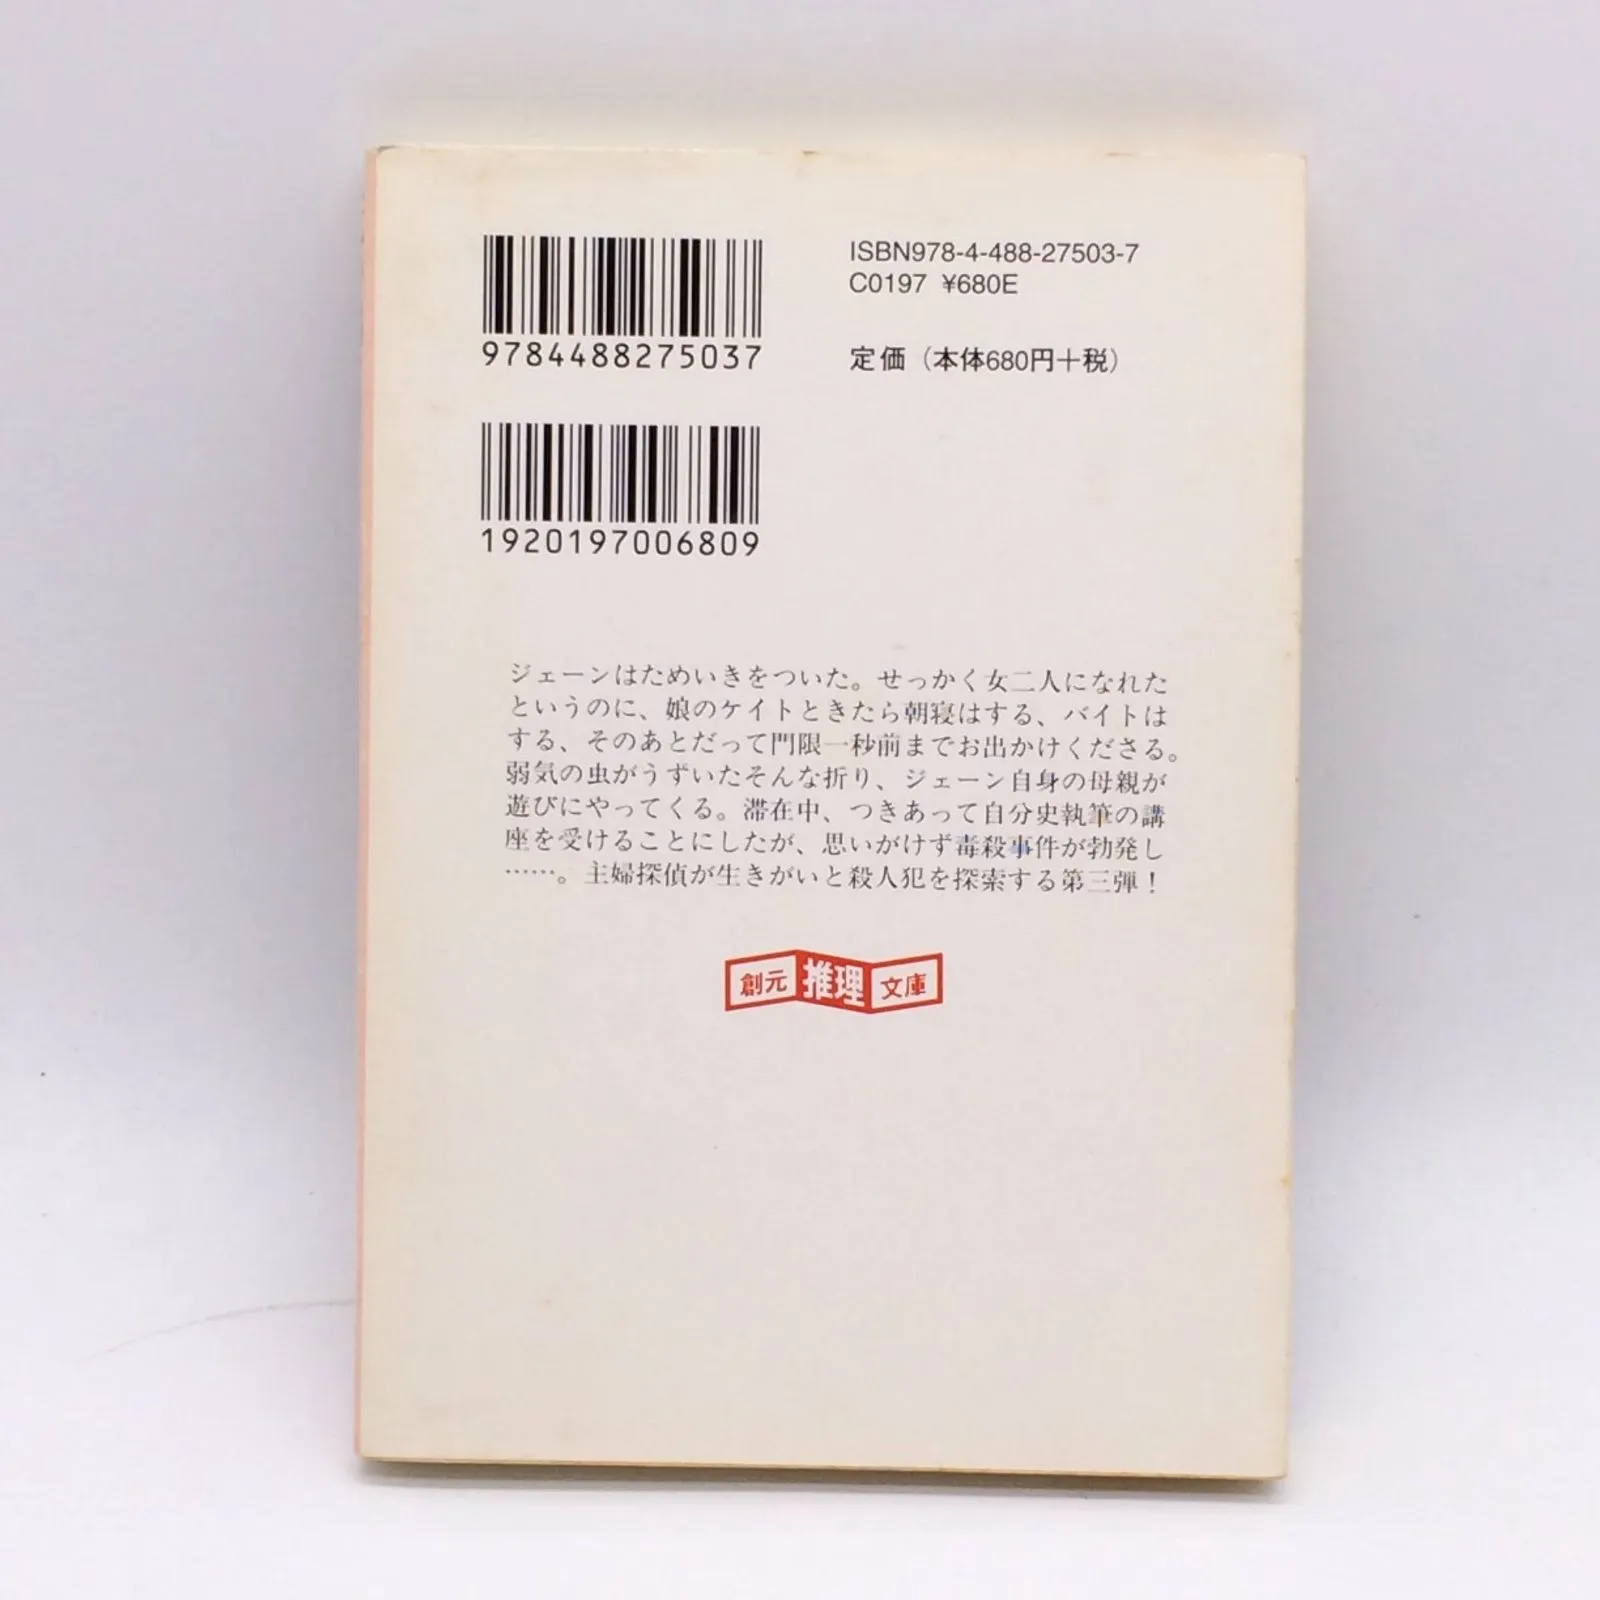 9784488275037
ISBN978-4-488-27503-7
C0197 ¥680E
定価（本体680円＋税）
1920197006809
ジェーンはためいきをついた。せっかく女二人になれた
というのに、娘のケイトときたら朝寝はする、バイトは
する、そのあとだって門限一秒前までお出かけくださる。
弱気の虫がうずいたそんな折り、ジェーン自身の母親が
遊びにやってくる。滞在中、つきあって自分史執筆の講
座を受けることにしたが、思いがけず毒殺事件が勃発し
……。主婦探偵が生きがいと殺人犯を探索する第三弾！
創元推理文庫